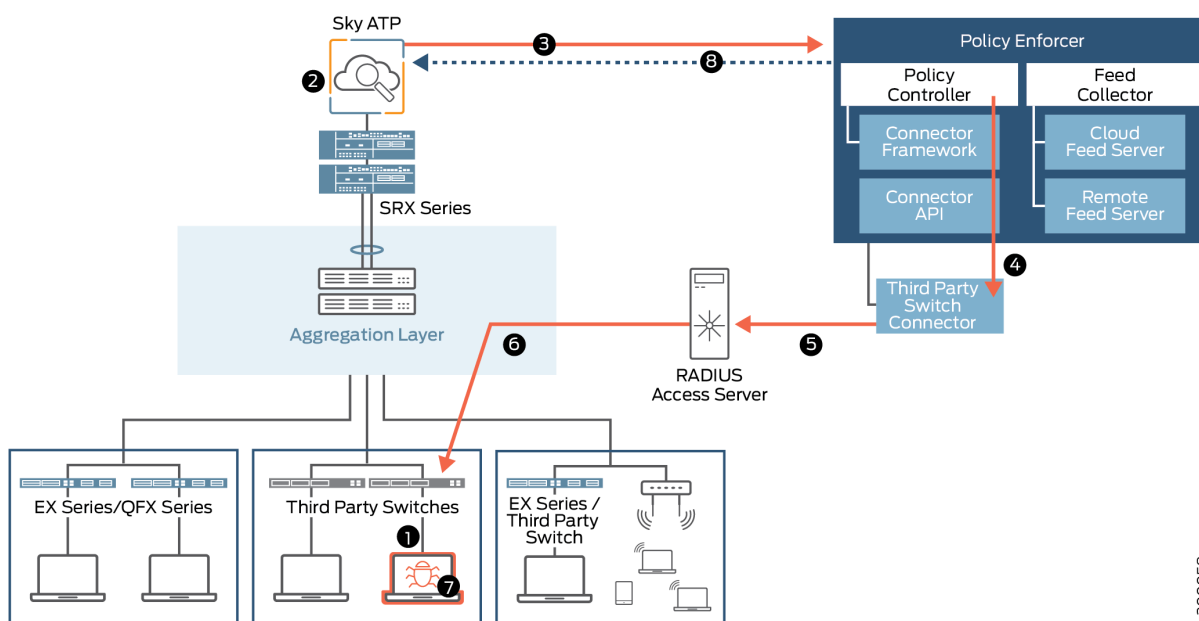 Sky ATP
3
8
2
Policy Enforcer
Policy
Controller
Feed
Collector
Connector
Framework
Cloud
Feed Server
Connector
API
Remote
Feed Server
SRX Series
4
Third Party
Switch
Connector
Aggregation Layer
6
5
RADIUS
Access Server
EX Series/QFX Series
Third Party Switches
1
7
EX Series /
Third Party
Switch